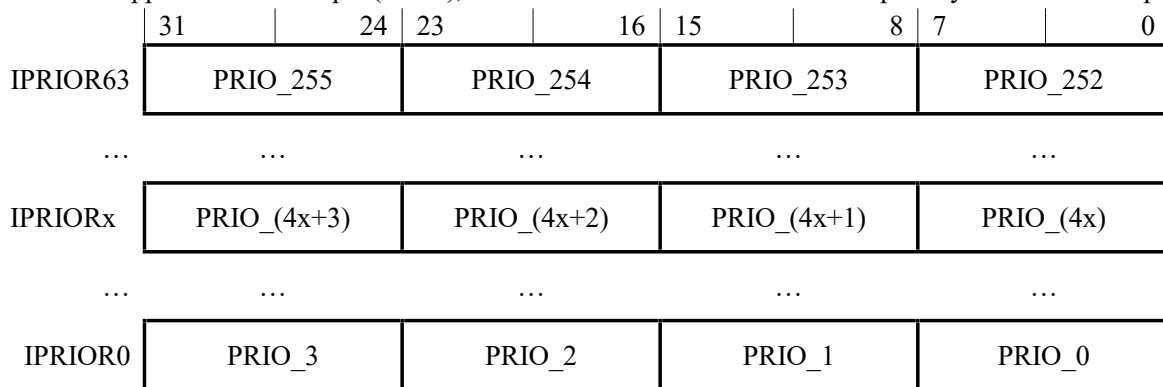 31 24 23 16 15 8 7 0
IPRIOR63 PRIO_255 PRIO_254 PRIO_253 PRIO_252
… … … … …
IPRIORx PRIO_(4x+3) PRIO_(4x+2) PRIO_(4x+1) PRIO_(4x)
… … … … …
IPRIOR0 PRIO_3 PRIO_2 PRIO_1 PRIO_0